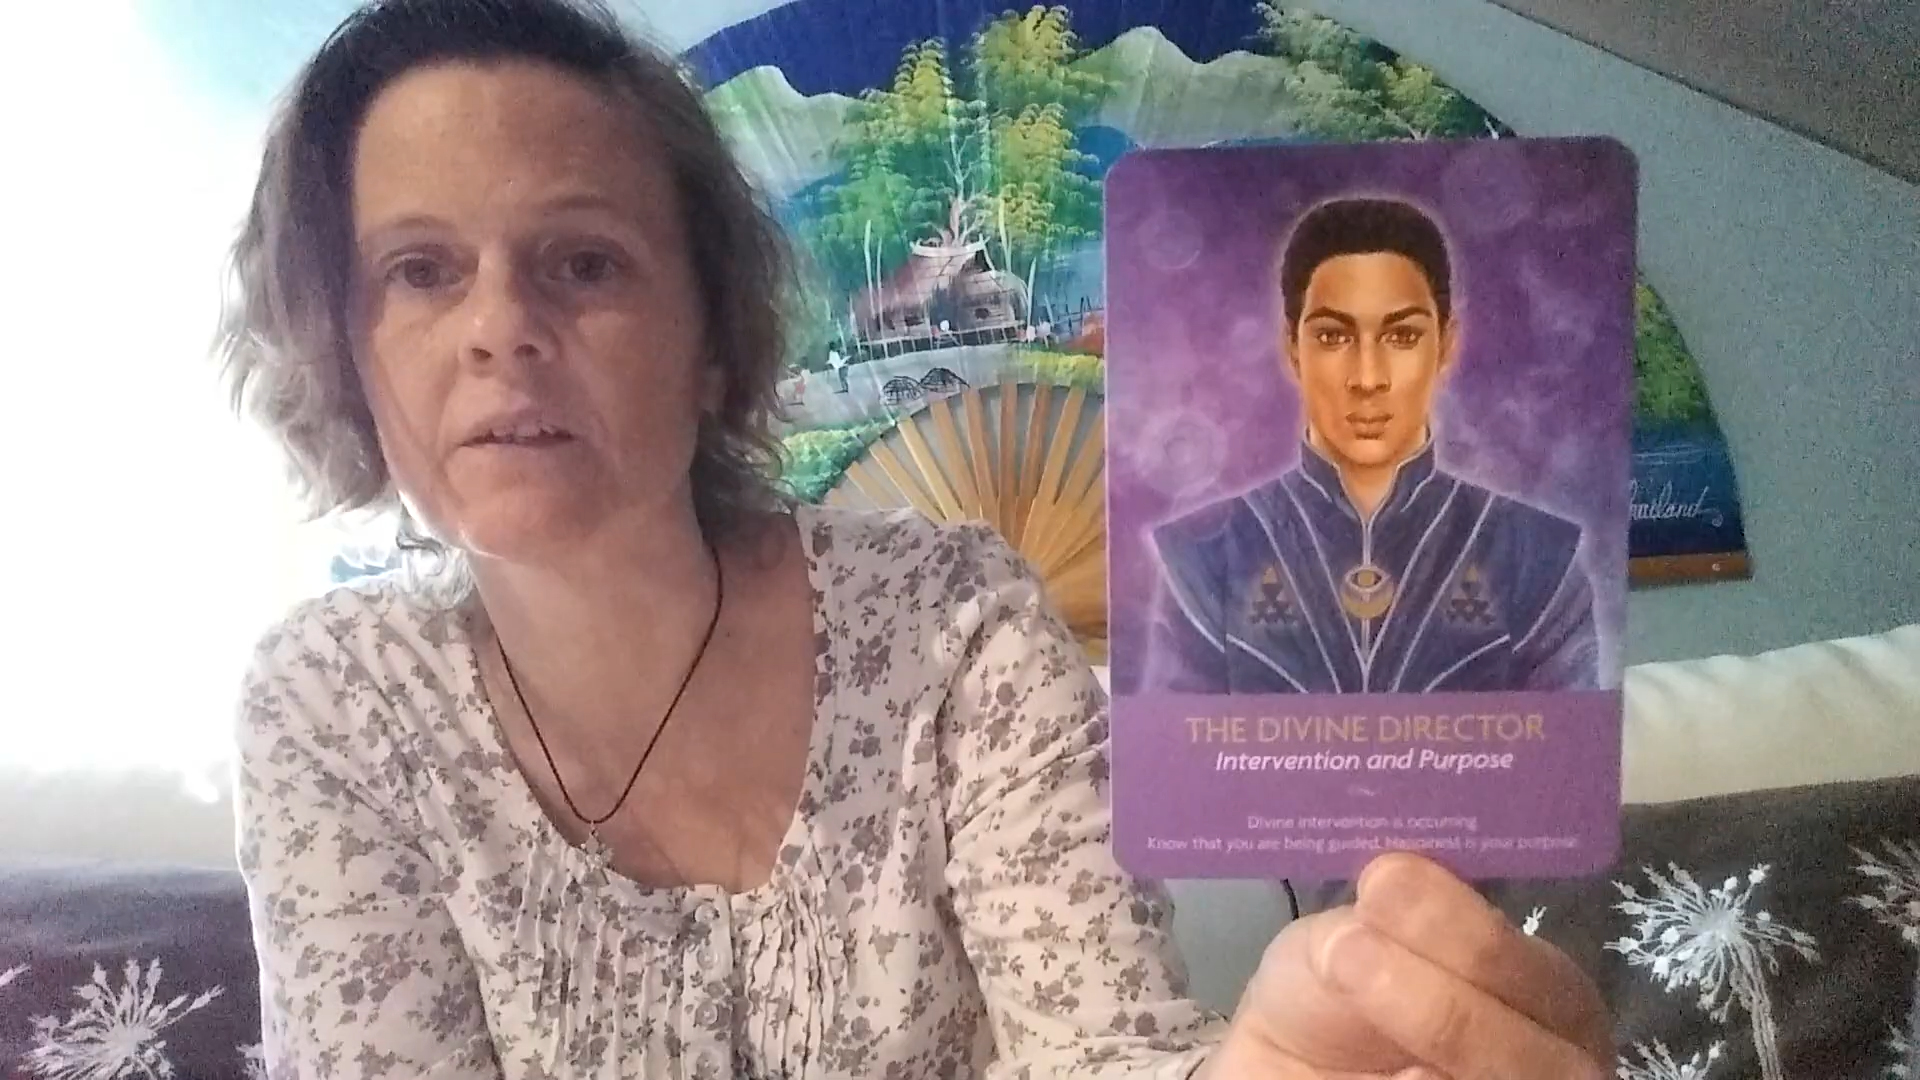 THE DIVINE DIRECTOR
Intervention and Purpose
Divine intervention is occurring.
Know that you are being guided. Happiness is your purpose.
Thailand